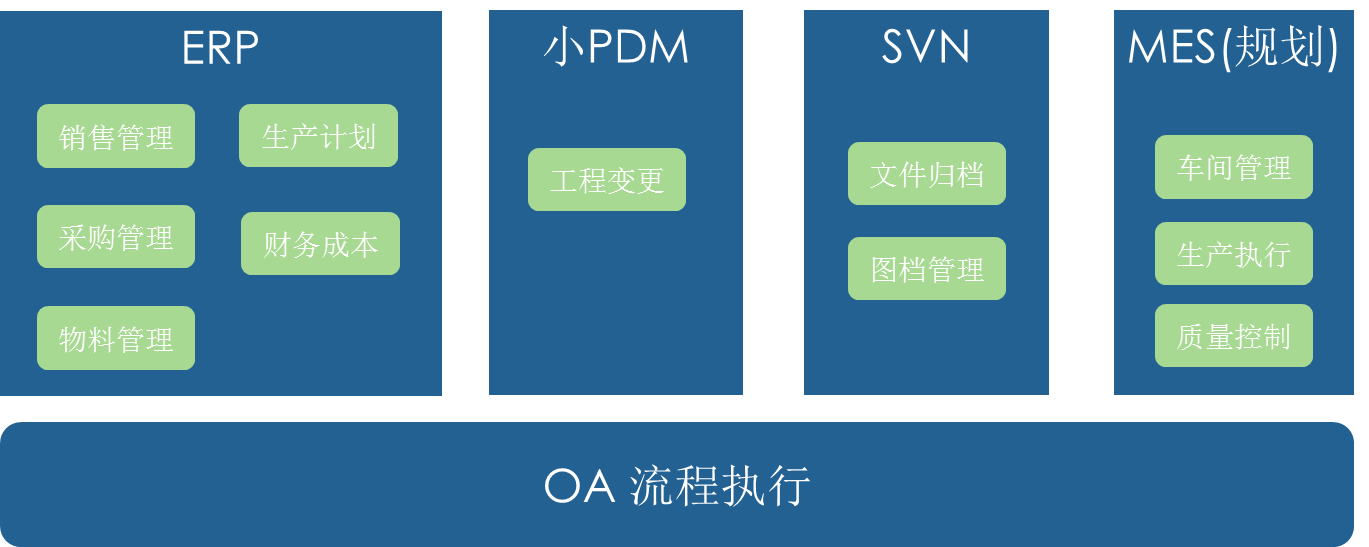 ERP
销售管理
生产计划
采购管理
财务成本
物料管理
小PDM
工程变更
SVN
文件归档
图档管理
MES(规划)
车间管理
生产执行
质量控制
OA 流程执行